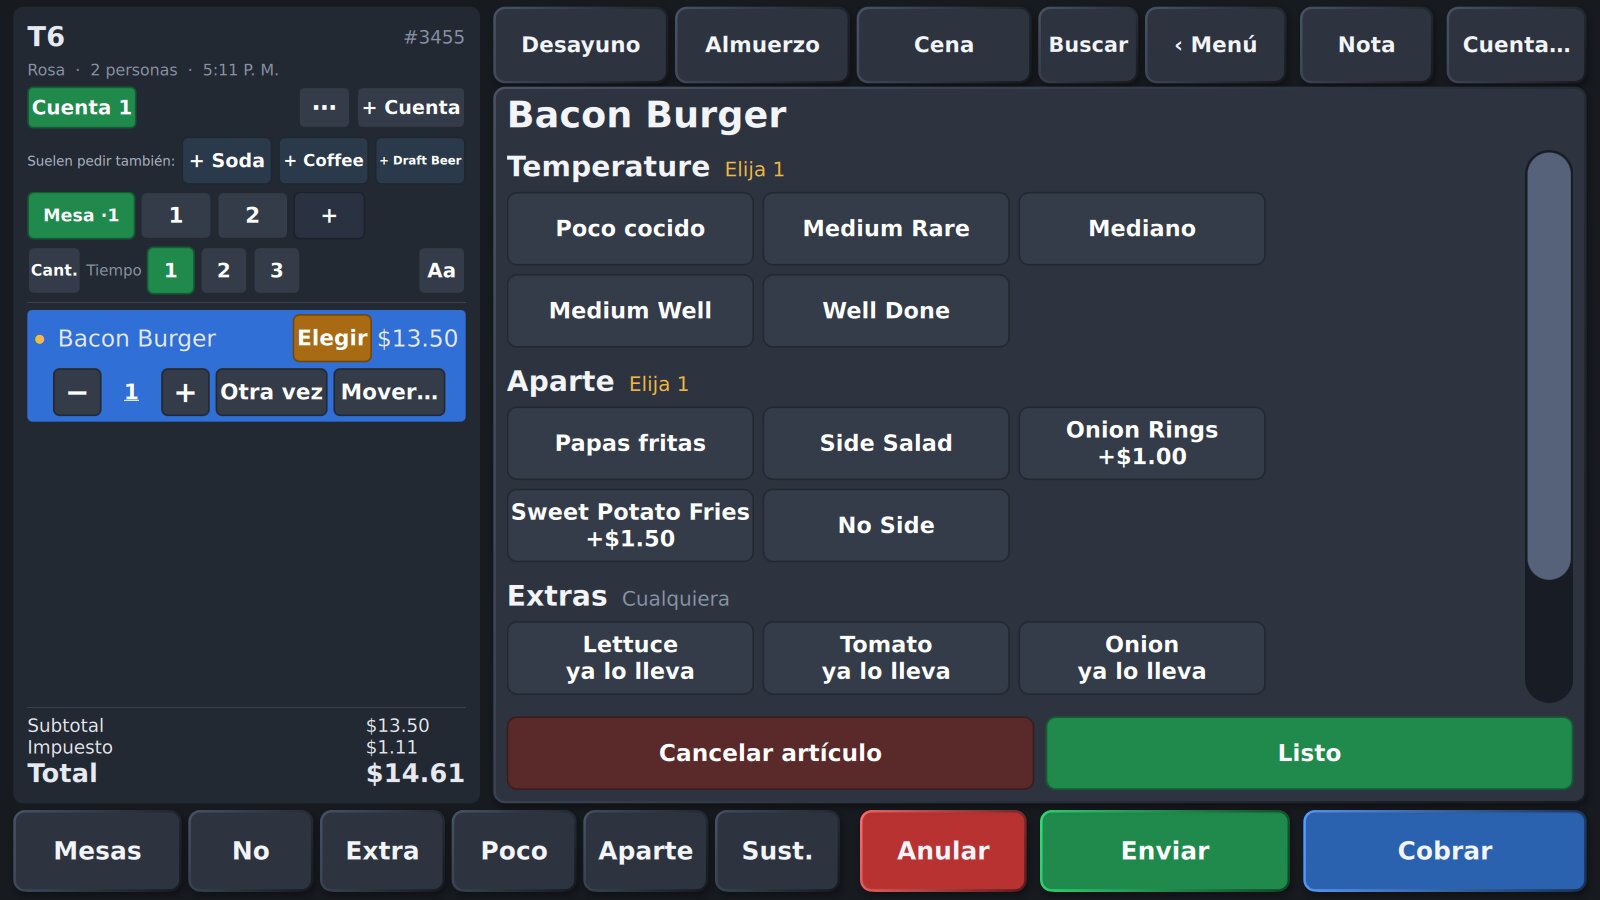 T6
#3455
Rosa · 2 personas · 5:11 P. M.
Cuenta 1
...
+ Cuenta
Suelen pedir también:
+ Soda
+ Coffee
+ Draft Beer
Mesa ·1
1
2
+
Cant.
Tiempo
1
2
3
Aa
Bacon Burger
Elegir
$13.50
−
1
+
Otra vez
Mover...
Subtotal
$13.50
Impuesto
$1.11
Total
$14.61
Desayuno
Almuerzo
Cena
Buscar
‹ Menú
Nota
Cuenta...
Bacon Burger
Temperature Elija 1
Poco cocido
Medium Rare
Mediano
Medium Well
Well Done
Aparte Elija 1
Papas fritas
Side Salad
Onion Rings
+$1.00
Sweet Potato Fries
+$1.50
No Side
Extras Cualquiera
Lettuce
ya lo lleva
Tomato
ya lo lleva
Onion
ya lo lleva
Cancelar artículo
Listo
Mesas
No
Extra
Poco
Aparte
Sust.
Anular
Enviar
Cobrar